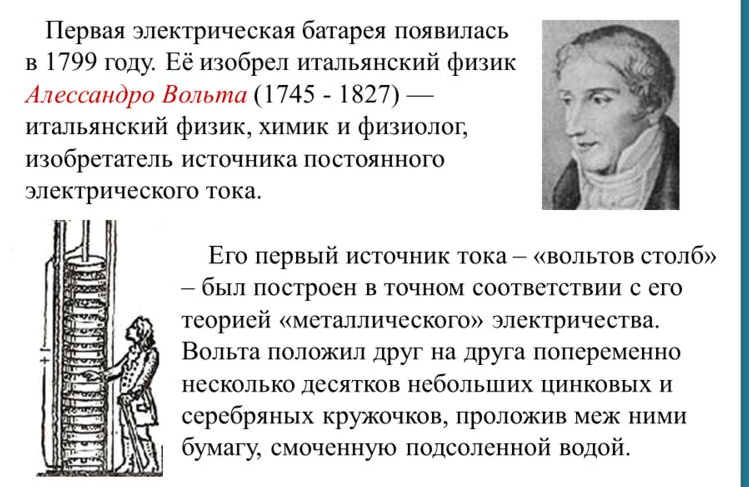 Первая электрическая батарея появилась
в 1799 году. Её изобрел итальянский физик
Алессандро Вольта (1745 - 1827) —
итальянский физик, химик и физиолог,
изобретатель источника постоянного
электрического тока.
Его первый источник тока – «вольтов столб»
– был построен в точном соответствии с его
теорией «металлического» электричества.
Вольта положил друг на друга попеременно
несколько десятков небольших цинковых и
серебряных кружочков, проложив меж ними
бумагу, смоченную подсоленной водой.